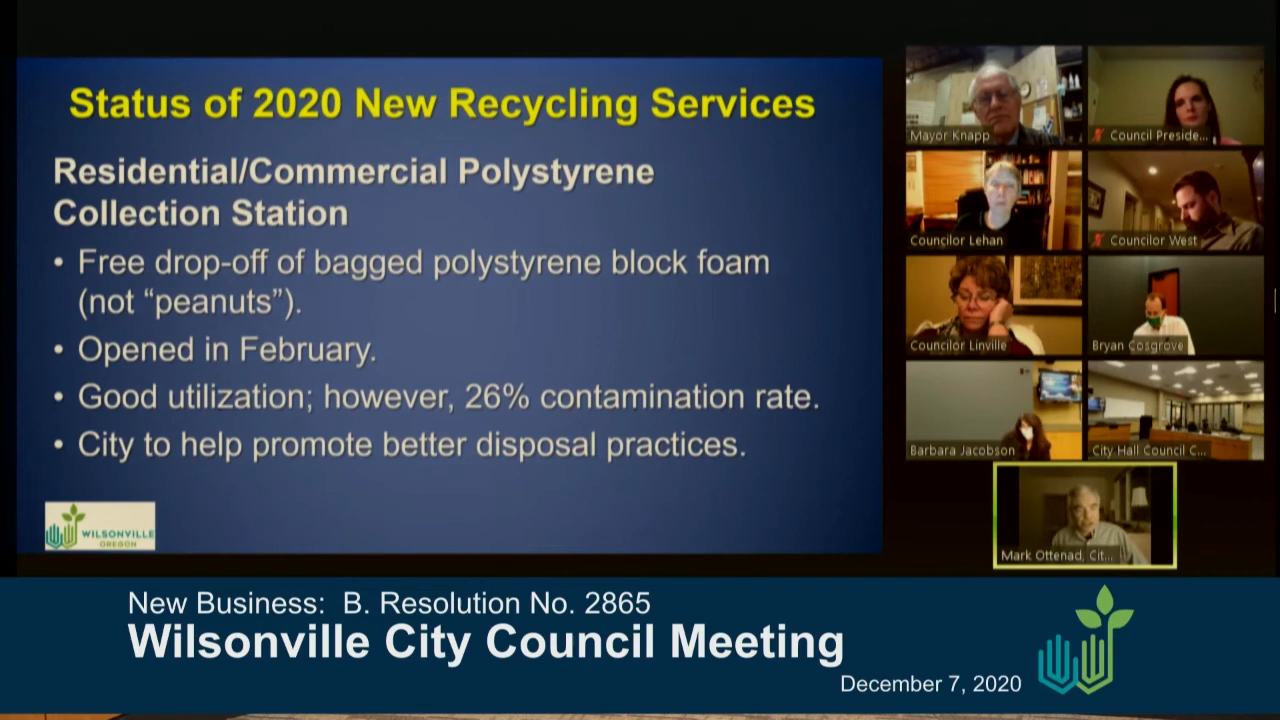 Status of 2020 New Recycling Services
Residential/Commercial Polystyrene
Collection Station
• Free drop-off of bagged polystyrene block foam
(not “peanuts”).
• Opened in February.
• Good utilization; however, 26% contamination rate.
• City to help promote better disposal practices.
WILSONVILLE
OREGON
Mayor Knapp
Council Preside...
Councilor Lehan
Councilor West
Councilor Linville
Bryan Cosgrove
Barbara Jacobson
City Hall Council C...
Mark Ottenad, Cit...
New Business: B. Resolution No. 2865
Wilsonville City Council Meeting
December 7, 2020